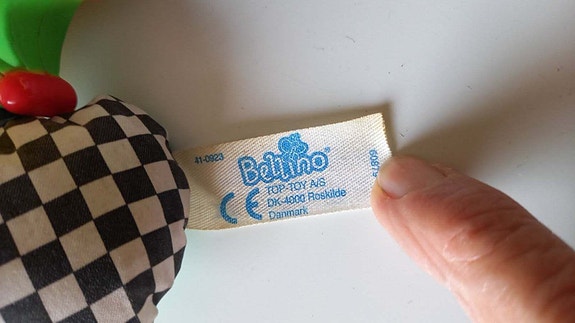 41-0923
Bellino
TOP-TOY A/S
DK-4000 Roskilde
Danmark
CE